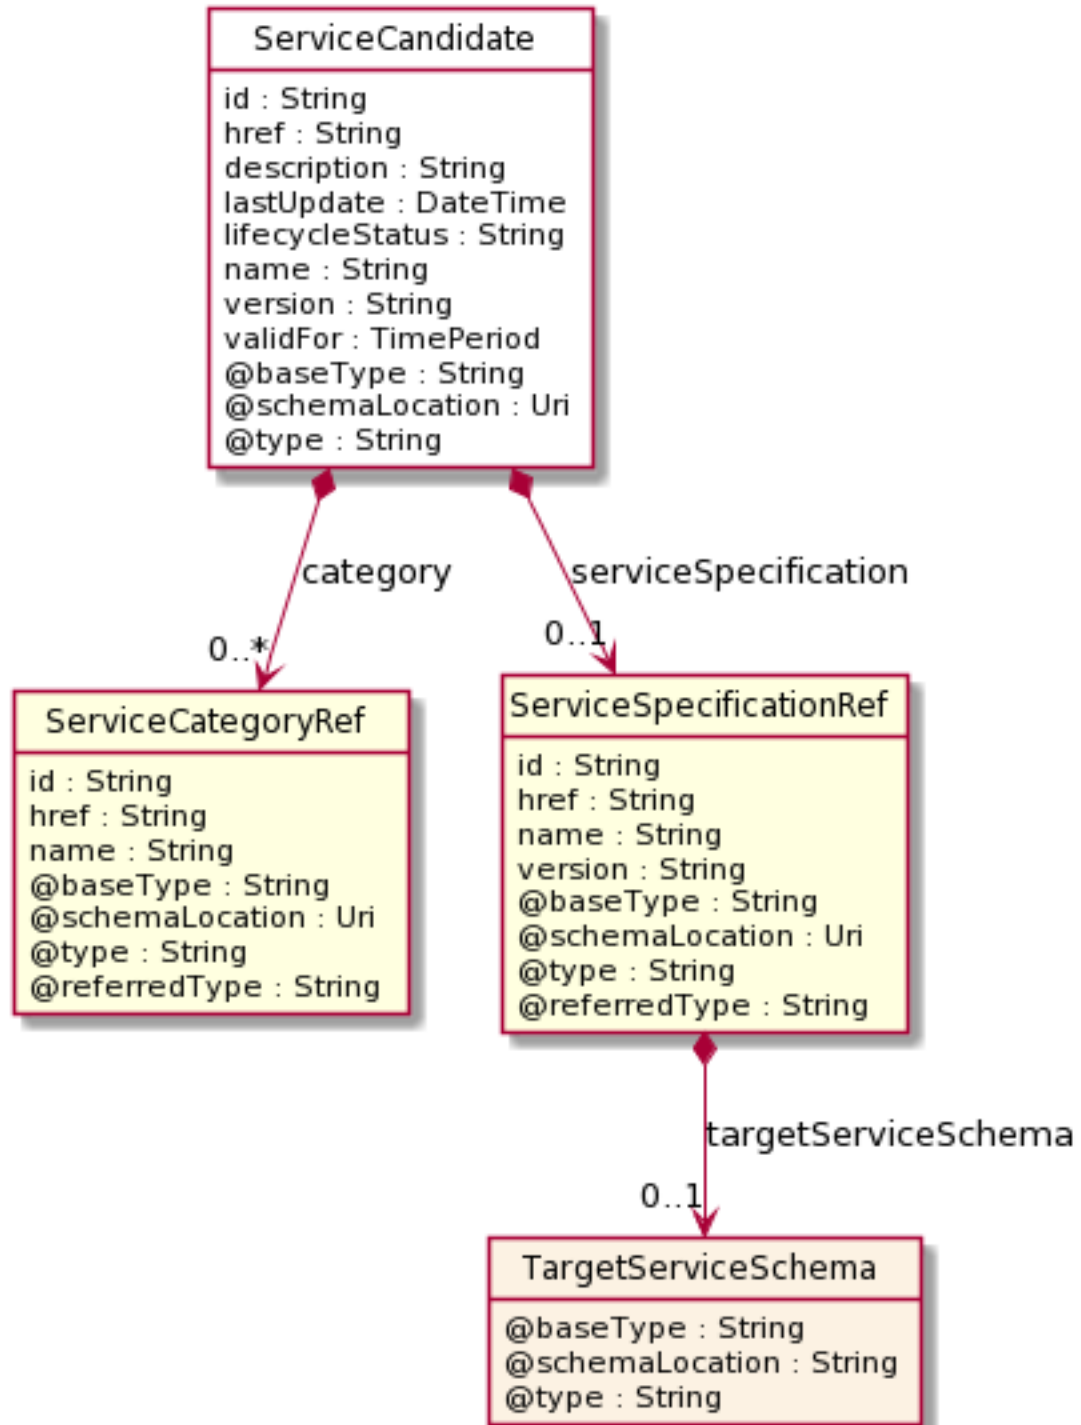 ServiceCandidate
id : String
href : String
description : String
lastUpdate : DateTime
lifecycleStatus : String
name : String
version : String
validFor : TimePeriod
@baseType : String
@schemaLocation : Uri
@type : String
category
serviceSpecification
0..*
0..1
ServiceCategoryRef
id : String
href : String
name : String
@baseType : String
@schemaLocation : Uri
@type : String
@referredType : String
ServiceSpecificationRef
id : String
href : String
name : String
version : String
@baseType : String
@schemaLocation : Uri
@type : String
@referredType : String
targetServiceSchema
0..1
TargetServiceSchema
@baseType : String
@schemaLocation : String
@type : String